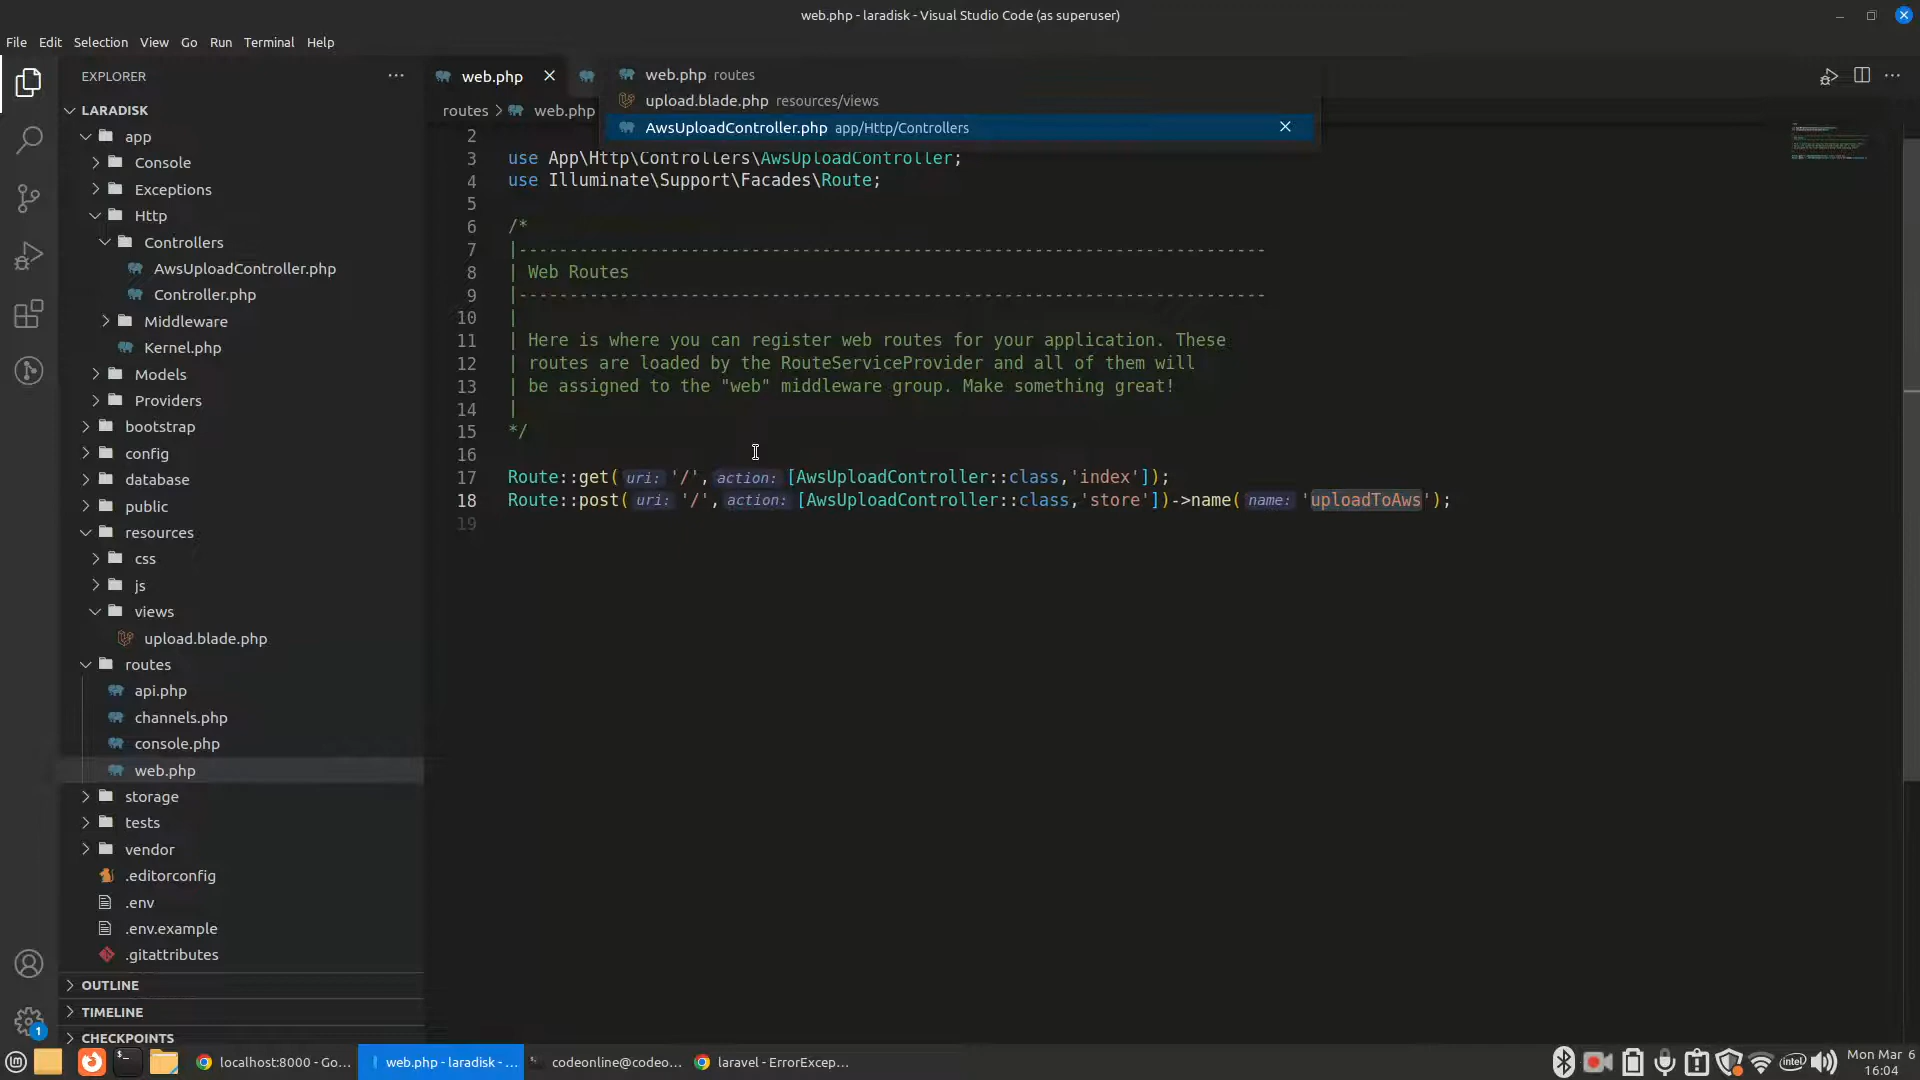 web.php - laradisk - Visual Studio Code (as superuser)
File Edit Selection View Go Run Terminal Help
EXPLORER
LARADISK
app
Console
Exceptions
Http
Controllers
AwsUploadController.php
Controller.php
Middleware
Kernel.php
Models
Providers
bootstrap
config
database
public
resources
css
js
views
upload.blade.php
routes
api.php
channels.php
console.php
web.php
storage
tests
vendor
.editorconfig
.env
.env.example
.gitattributes
OUTLINE
TIMELINE
CHECKPOINTS
1
web.php
web.php routes
upload.blade.php resources/views
AwsUploadController.php app/Http/Controllers
routes > web.php
2
3 use App\Http\Controllers\AwsUploadController;
4 use Illuminate\Support\Facades\Route;
5
6 /*
7 |--------------------------------------------------------------------------
8 | Web Routes
9 |--------------------------------------------------------------------------
10 |
11 | Here is where you can register web routes for your application. These
12 | routes are loaded by the RouteServiceProvider and all of them will
13 | be assigned to the "web" middleware group. Make something great!
14 |
15 */
16
17 Route::get( uri: '/', action: [AwsUploadController::class,'index']);
18 Route::post( uri: '/', action: [AwsUploadController::class,'store'])->name( name: 'uploadToAws');
19
localhost:8000 - Go...
web.php - laradisk - ...
codeonline@codeo...
laravel - ErrorExcep...
intel
Mon Mar 6
16:04